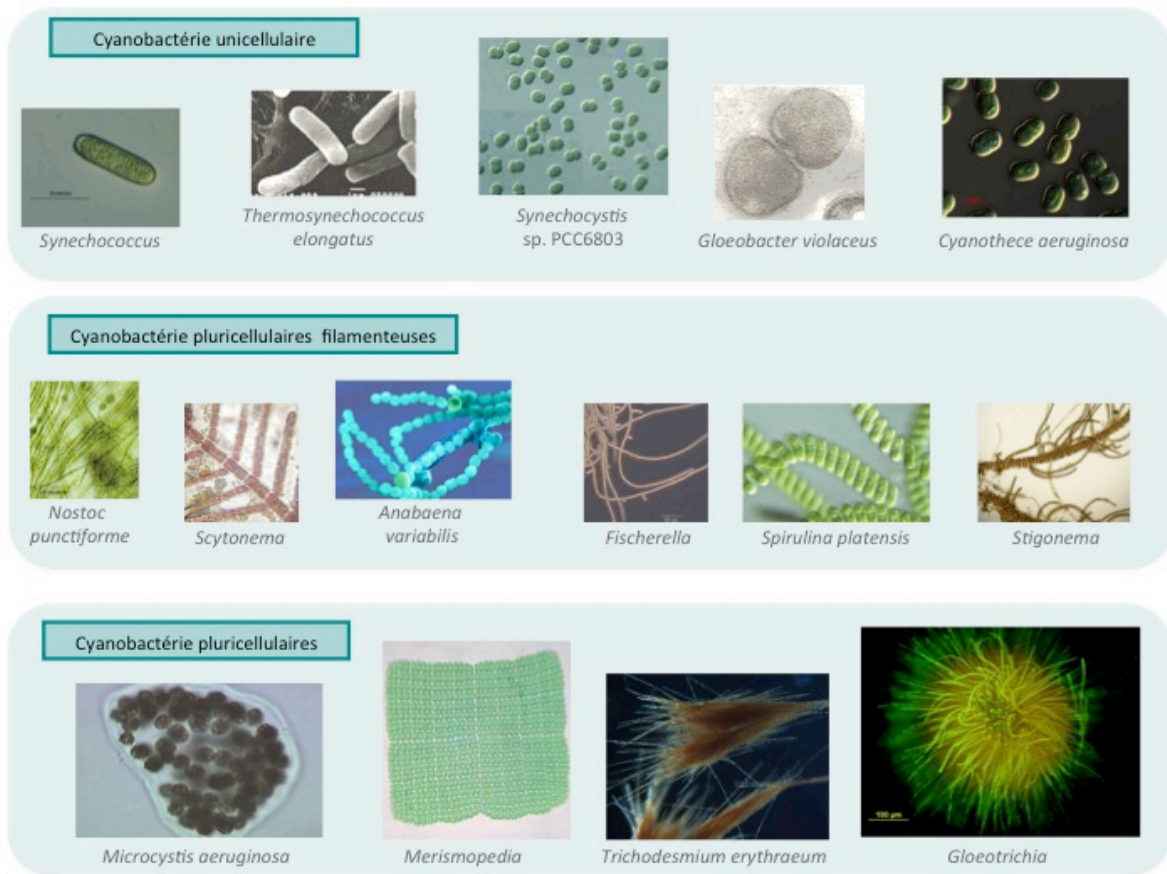 Cyanobactérie unicellulaire
Synechococcus
Thermosynechococcus
elongatus
Synechocystis
sp. PCC6803
Gloeobacter violaceus
Cyanothece aeruginosa
Cyanobactérie pluricellulaires filamenteuses
Nostoc
punctiforme
Scytonema
Anabaena
variabilis
Fischerella
Spirulina platensis
Stigonema
Cyanobactérie pluricellulaires
Microcystis aeruginosa
Merismopedia
Trichodesmium erythraeum
100 µm
Gloeotrichia